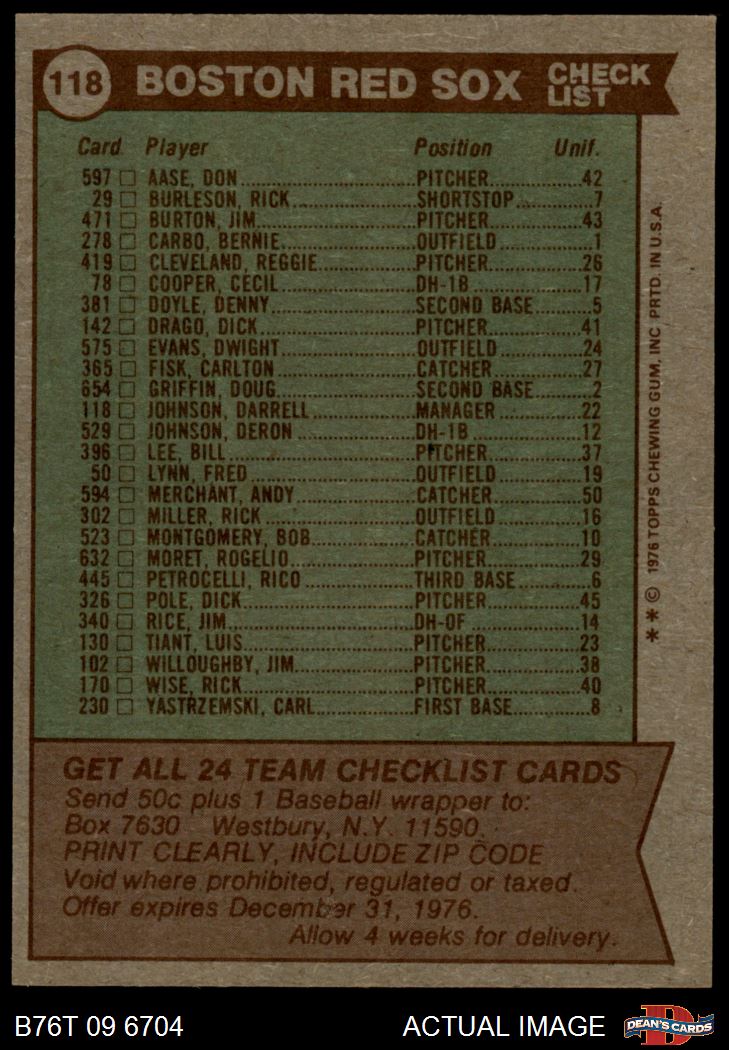 118 BOSTON RED SOX CHECK LIST
Card Player Position Unif.
597 □ AASE, DON PITCHER 42
29 □ BURLESON, RICK SHORTSTOP 7
471 □ BURTON, JIM PITCHER 43
278 □ CARBO, BERNIE OUTFIELD 1
419 □ CLEVELAND, REGGIE PITCHER 26
78 □ COOPER, CECIL DH-1B 17
381 □ DOYLE, DENNY SECOND BASE 5
142 □ DRAGO, DICK PITCHER 41
575 □ EVANS, DWIGHT OUTFIELD 24
365 □ FISK, CARLTON CATCHER 27
654 □ GRIFFIN, DOUG SECOND BASE 2
118 □ JOHNSON, DARRELL MANAGER 22
529 □ JOHNSON, DERON DH-1B 12
396 □ LEE, BILL PITCHER 37
50 □ LYNN, FRED OUTFIELD 19
594 □ MERCHANT, ANDY CATCHER 50
302 □ MILLER, RICK OUTFIELD 16
523 □ MONTGOMERY, BOB CATCHER 10
632 □ MORET, ROGELIO PITCHER 29
445 □ PETROCELLI, RICO THIRD BASE 6
326 □ POLE, DICK PITCHER 45
340 □ RICE, JIM DH-OF 14
130 □ TIANT, LUIS PITCHER 23
102 □ WILLOUGHBY, JIM PITCHER 38
170 □ WISE, RICK PITCHER 40
230 □ YASTRZEMSKI, CARL FIRST BASE 8
* * © 1976 TOPPS CHEWING GUM, INC. PRTD. IN U.S.A.
GET ALL 24 TEAM CHECKLIST CARDS
Send 50c plus 1 Baseball wrapper to:
Box 7630 Westbury, N.Y. 11590.
PRINT CLEARLY, INCLUDE ZIP CODE
Void where prohibited, regulated or taxed.
Offer expires December 31, 1976.
Allow 4 weeks for delivery.
B76T 09 6704 ACTUAL IMAGE DEAN'S CARDS